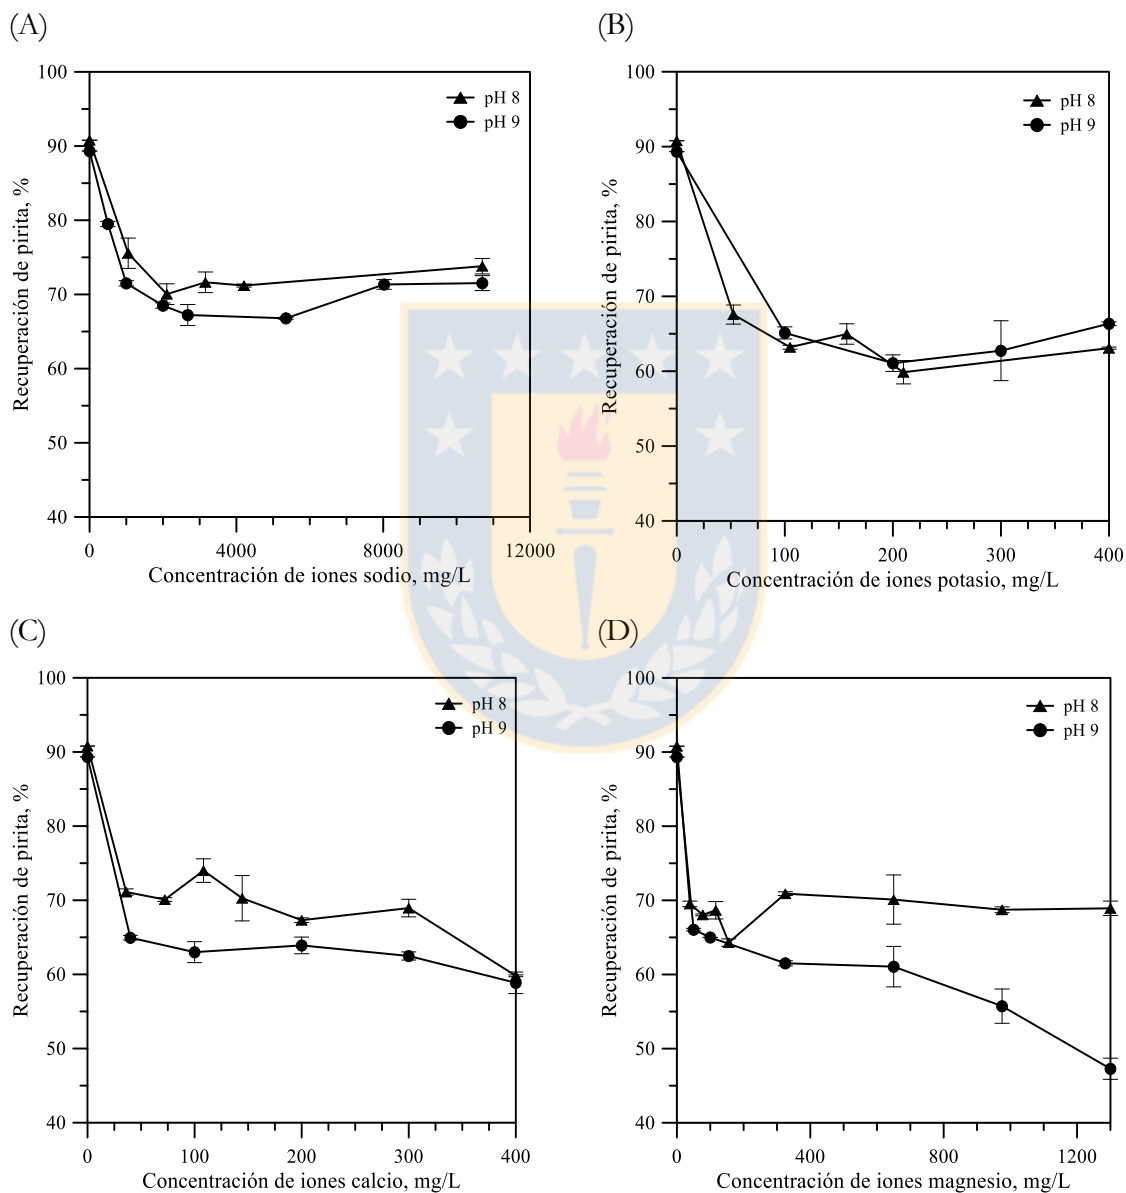 (A)
100
90
80
70
60
50
40
Recuperación de pirita, %
pH 8
pH 9
0 4000 8000 12000
Concentración de iones sodio, mg/L
(B)
100
90
80
70
60
50
40
Recuperación de pirita, %
pH 8
pH 9
0 100 200 300 400
Concentración de iones potasio, mg/L
(C)
100
90
80
70
60
50
40
Recuperación de pirita, %
pH 8
pH 9
0 100 200 300 400
Concentración de iones calcio, mg/L
(D)
100
90
80
70
60
50
40
Recuperación de pirita, %
pH 8
pH 9
0 400 800 1200
Concentración de iones magnesio, mg/L